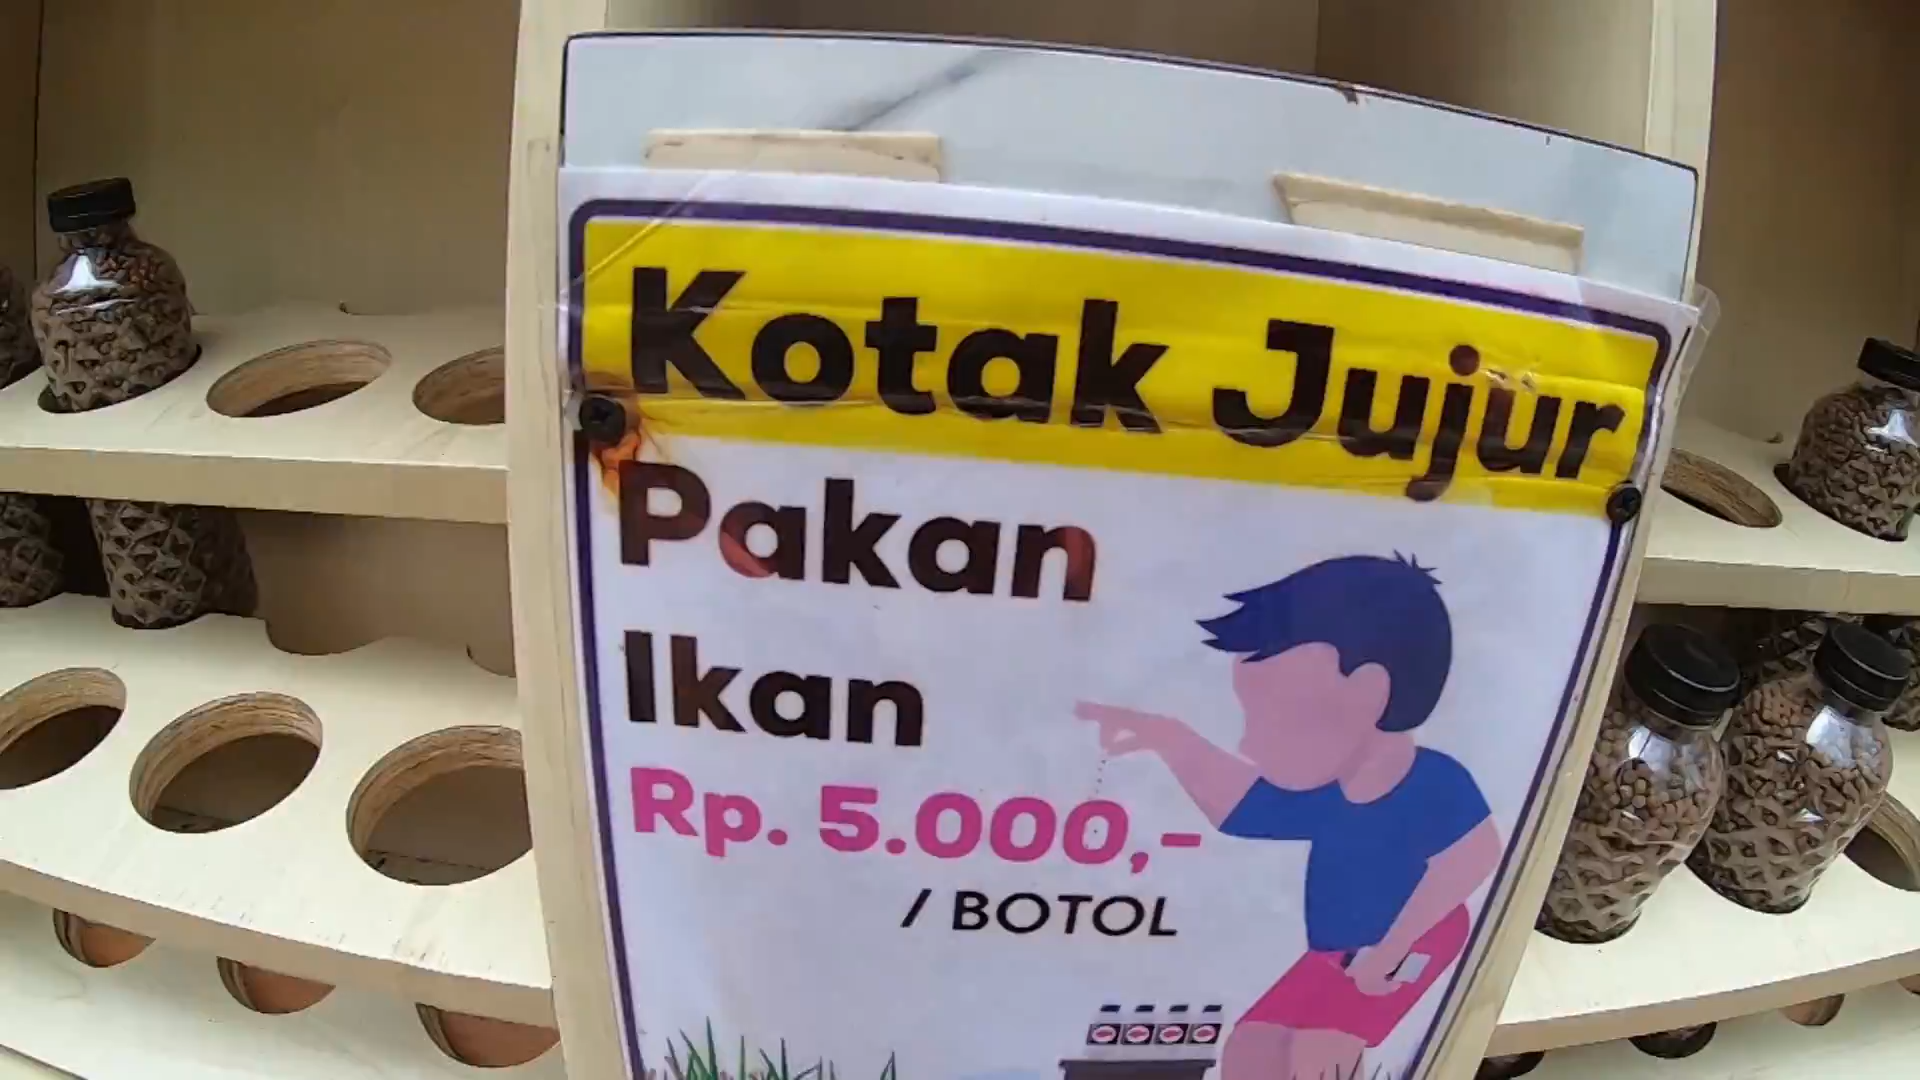 Kotak Jujur
Pakan
Ikan
Rp. 5.000,-
/ BOTOL